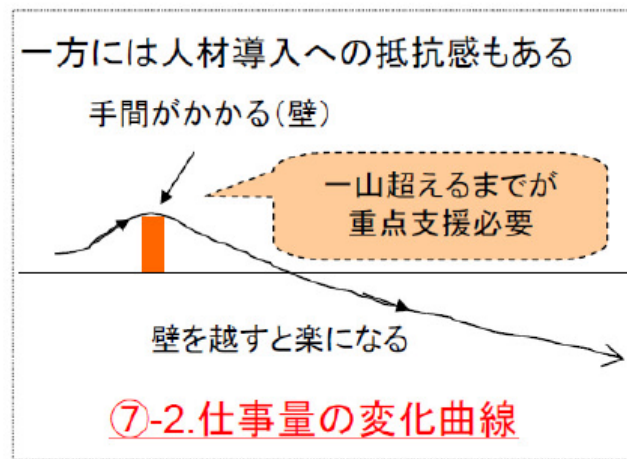 一方には人材導入への抵抗感もある
手間がかかる(壁)
一山超えるまでが
重点支援必要
壁を越すと楽になる
⑦-2.仕事量の変化曲線